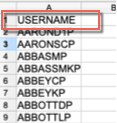 A
1 USERNAME
2 AARONDTP
3 AARONSCP
4 ABBASMP
5 ABBASSMKP
6 ABBEYCP
7 ABBEYKP
8 ABBOTTDP
9 ABBOTTLP